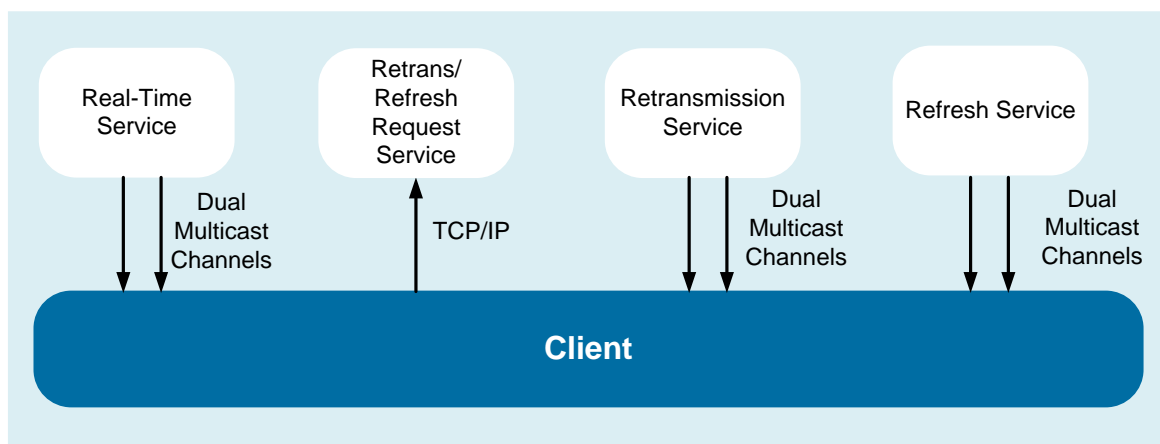 Real-Time
Service
Retrans/
Refresh
Request
Service
Retransmission
Service
Refresh Service
Dual
Multicast
Channels
TCP/IP
Dual
Multicast
Channels
Dual
Multicast
Channels
Client